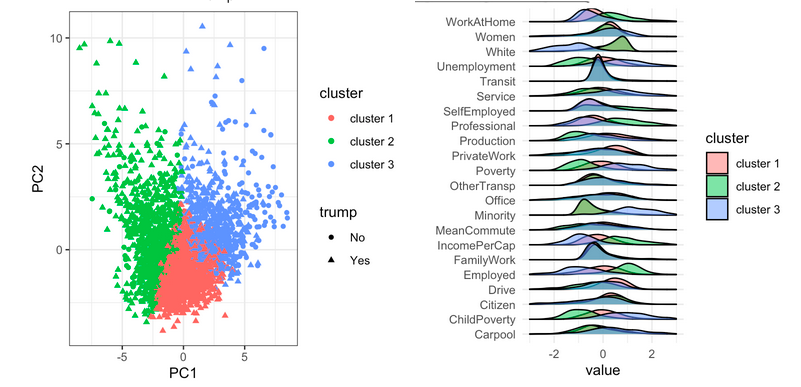 10
5
0
PC2
-5
0
5
PC1
cluster
cluster 1
cluster 2
cluster 3
trump
No
Yes
WorkAtHome
Women
White
Unemployment
Transit
Service
SelfEmployed
Professional
Production
PrivateWork
Poverty
OtherTransp
Office
Minority
MeanCommute
IncomePerCap
FamilyWork
Employed
Drive
Citizen
ChildPoverty
Carpool
-2
0
2
value
cluster
cluster 1
cluster 2
cluster 3